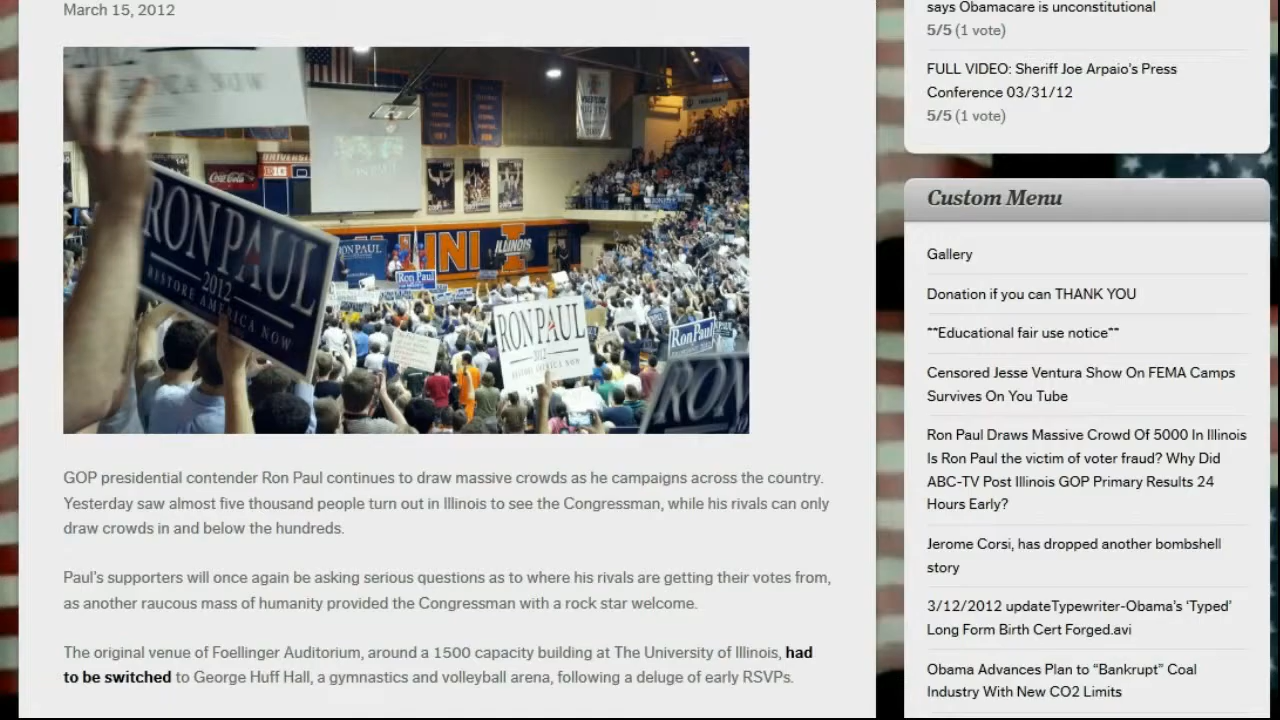 March 15, 2012
RICA NOW
UNIVERSI
Coca-Cola
RON PAUL
2012
RESTORE AMERICA NOW
RON PAUL
INI
ILLINOIS
Ron Paul
RON PAUL
2012
Ron Paul
RON
GOP presidential contender Ron Paul continues to draw massive crowds as he campaigns across the country.
Yesterday saw almost five thousand people turn out in Illinois to see the Congressman, while his rivals can only
draw crowds in and below the hundreds.
Paul's supporters will once again be asking serious questions as to where his rivals are getting their votes from,
as another raucous mass of humanity provided the Congressman with a rock star welcome.
The original venue of Foellinger Auditorium, around a 1500 capacity building at The University of Illinois, had
to be switched to George Huff Hall, a gymnastics and volleyball arena, following a deluge of early RSVPs.
says Obamacare is unconstitutional
5/5 (1 vote)
FULL VIDEO: Sheriff Joe Arpaio's Press
Conference 03/31/12
5/5 (1 vote)
Custom Menu
Gallery
Donation if you can THANK YOU
**Educational fair use notice**
Censored Jesse Ventura Show On FEMA Camps
Survives On You Tube
Ron Paul Draws Massive Crowd Of 5000 In Illinois
Is Ron Paul the victim of voter fraud? Why Did
ABC-TV Post Illinois GOP Primary Results 24
Hours Early?
Jerome Corsi, has dropped another bombshell
story
3/12/2012 updateTypewriter-Obama's 'Typed'
Long Form Birth Cert Forged.avi
Obama Advances Plan to "Bankrupt" Coal
Industry With New CO2 Limits